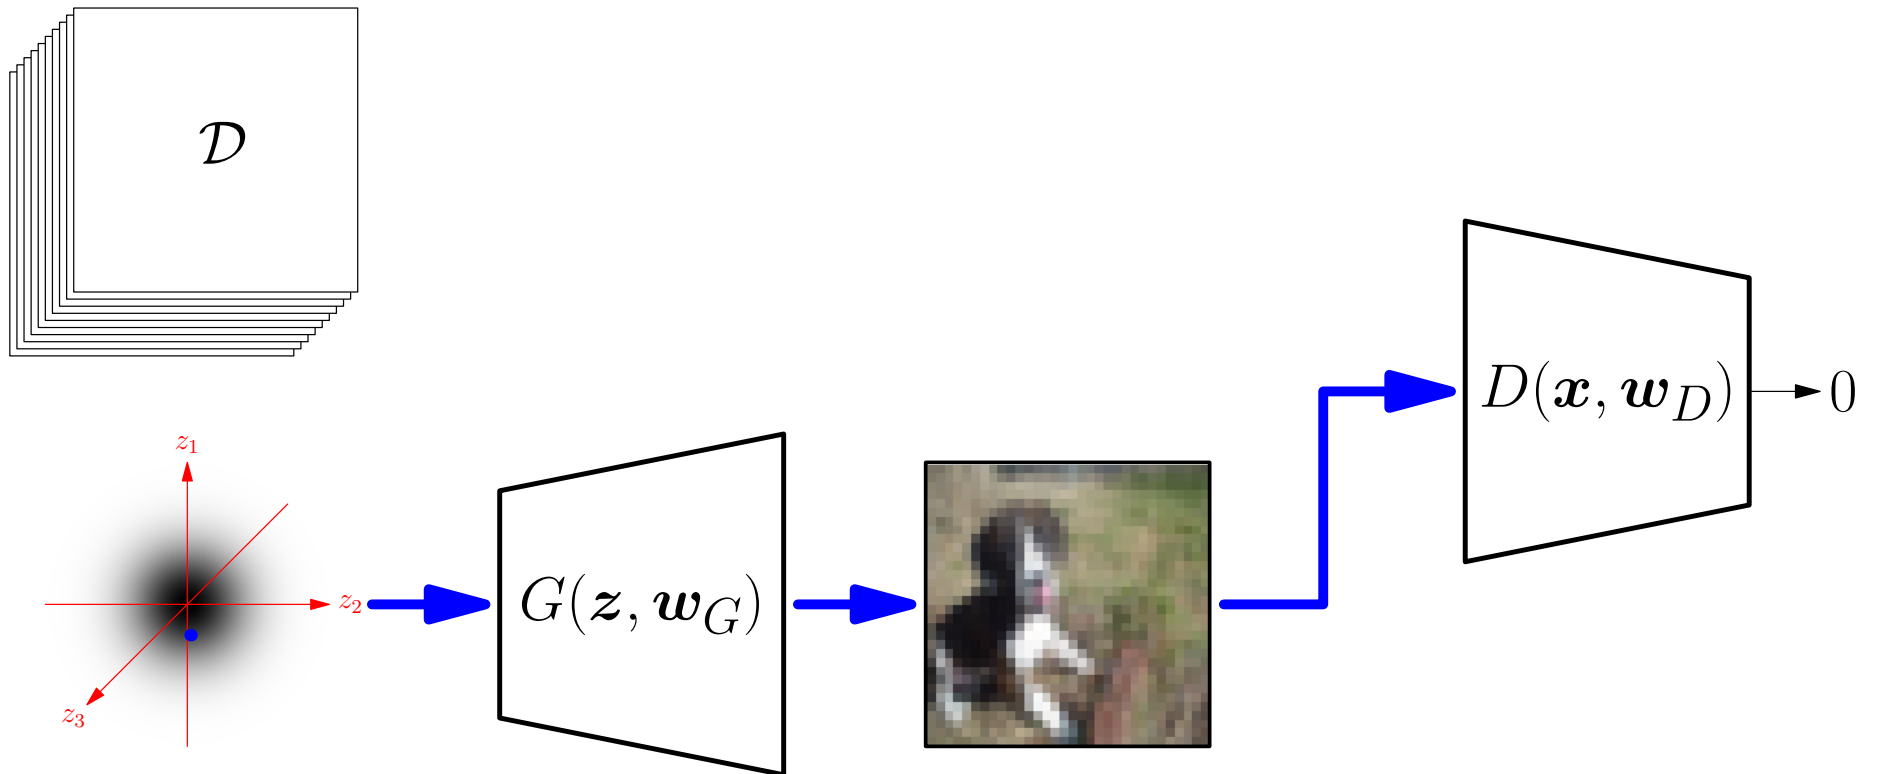 𝒟
z₁
z₂
z₃
G(z, w_G)
D(x, w_D)
0